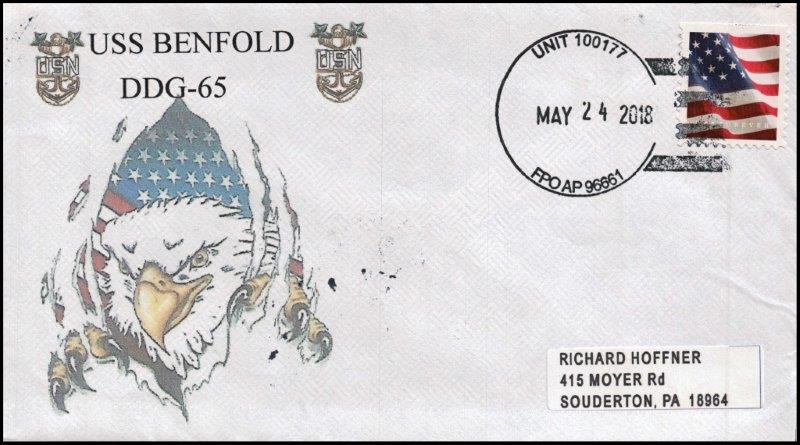 USS BENFOLD
DDG-65
USN
USN
UNIT 100177
MAY 24 2018
FPO AP 96661
FOREVER
RICHARD HOFFNER
415 MOYER Rd
SOUDERTON, PA 18964